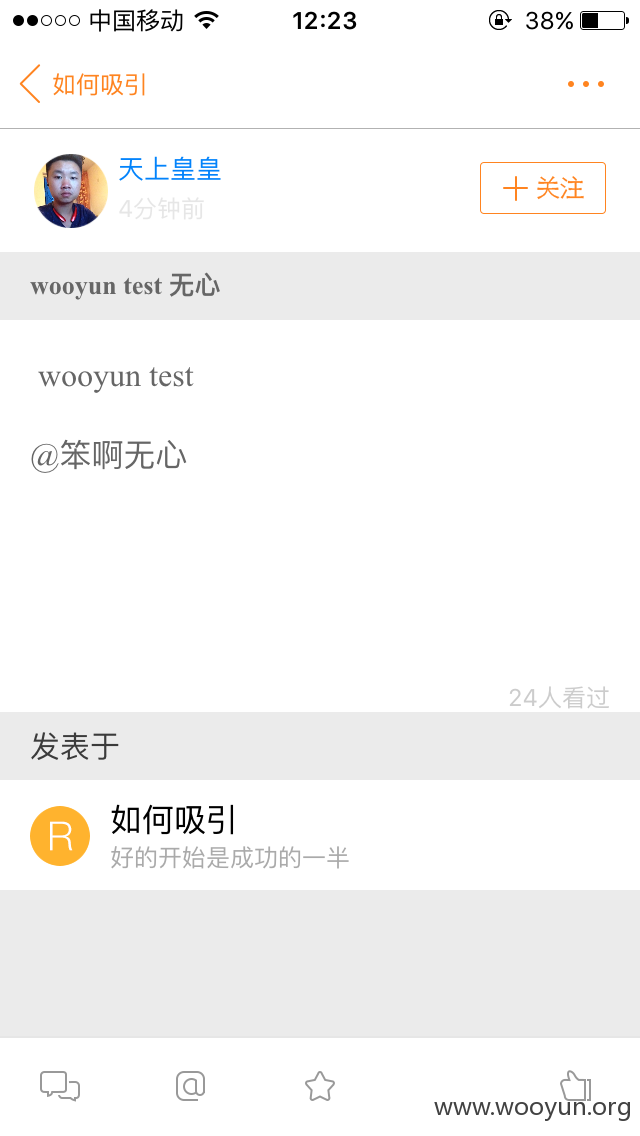 中国移动 12:23 38%
如何吸引
天上皇皇
4分钟前
关注
wooyun test 无心
wooyun test
@笨啊无心
24人看过
发表于
R
如何吸引
好的开始是成功的一半
@
www.wooyun.org